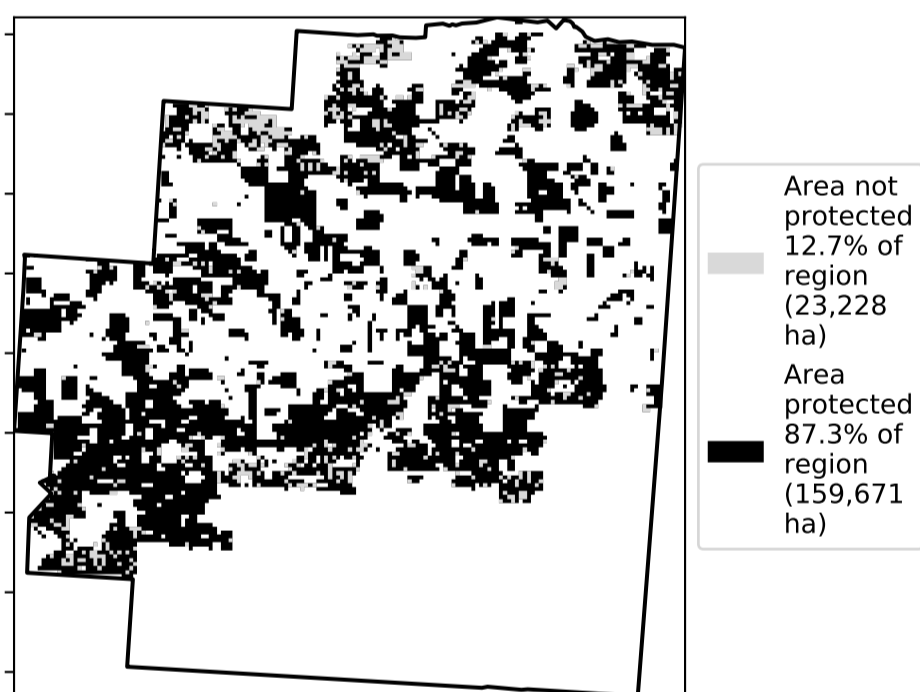 Area not
protected
12.7% of
region
(23,228
ha)
Area
protected
87.3% of
region
(159,671
ha)